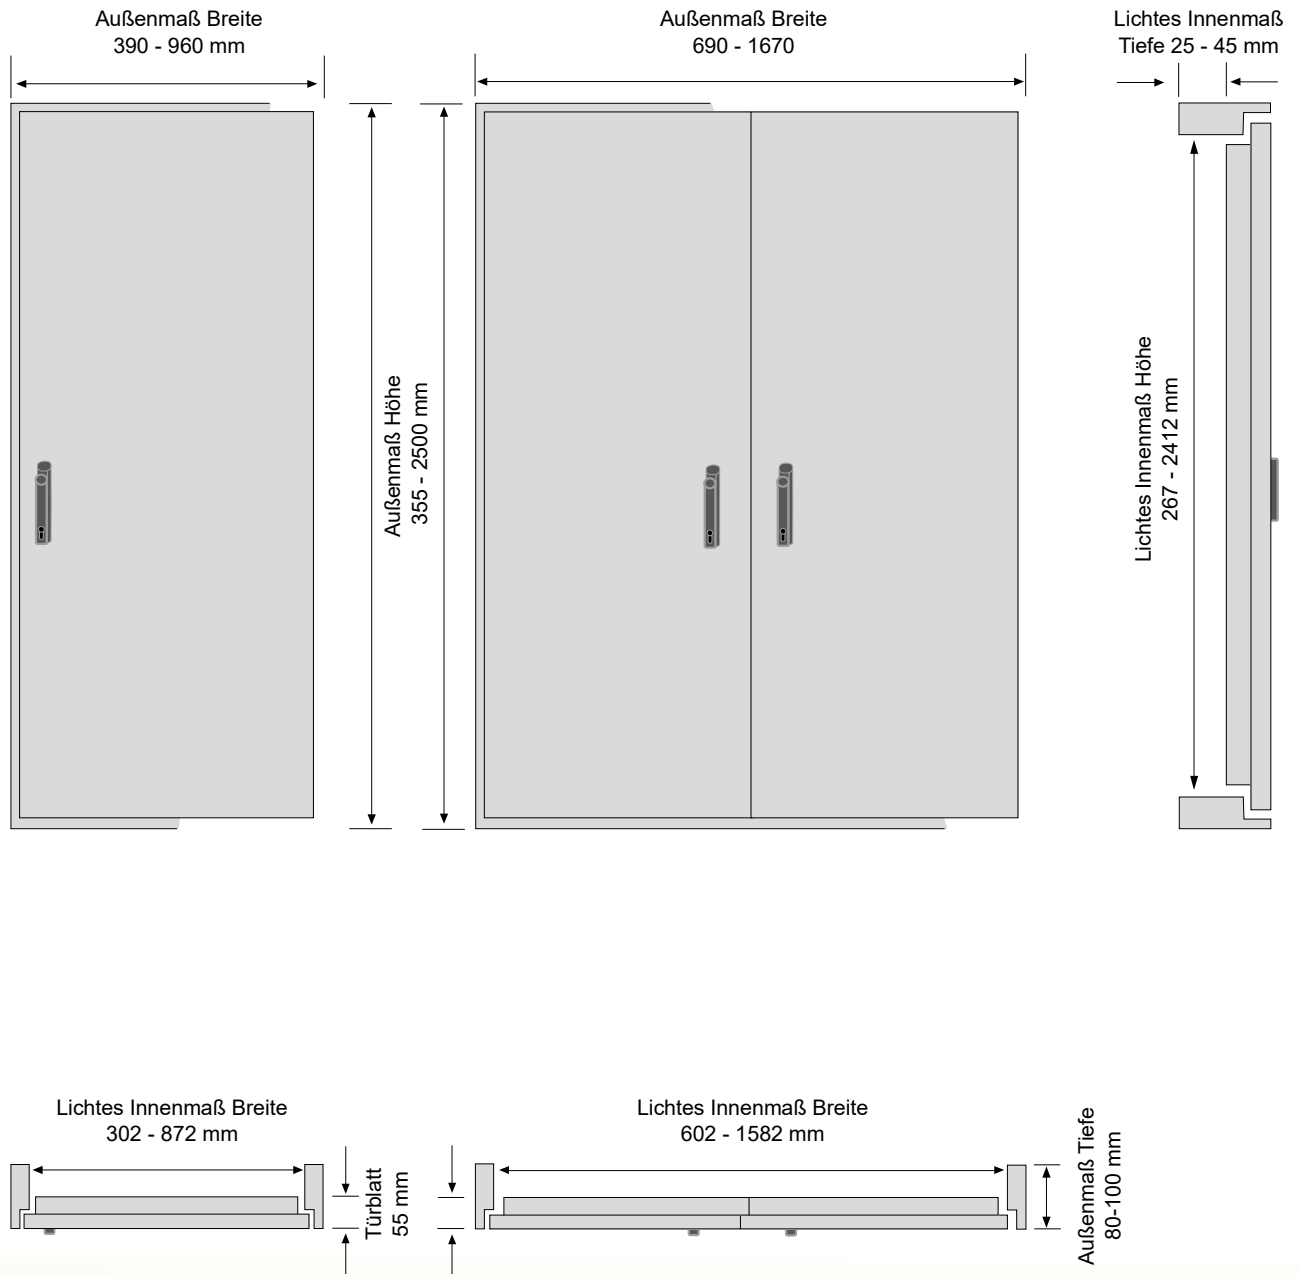 Außenmaß Breite
390 - 960 mm
Außenmaß Breite
690 - 1670
Lichtes Innenmaß
Tiefe 25 - 45 mm
Außenmaß Höhe
355 - 2500 mm
Lichtes Innenmaß Höhe
267 - 2412 mm
Lichtes Innenmaß Breite
302 - 872 mm
Türblatt
55 mm
Lichtes Innenmaß Breite
602 - 1582 mm
Außenmaß Tiefe
80-100 mm